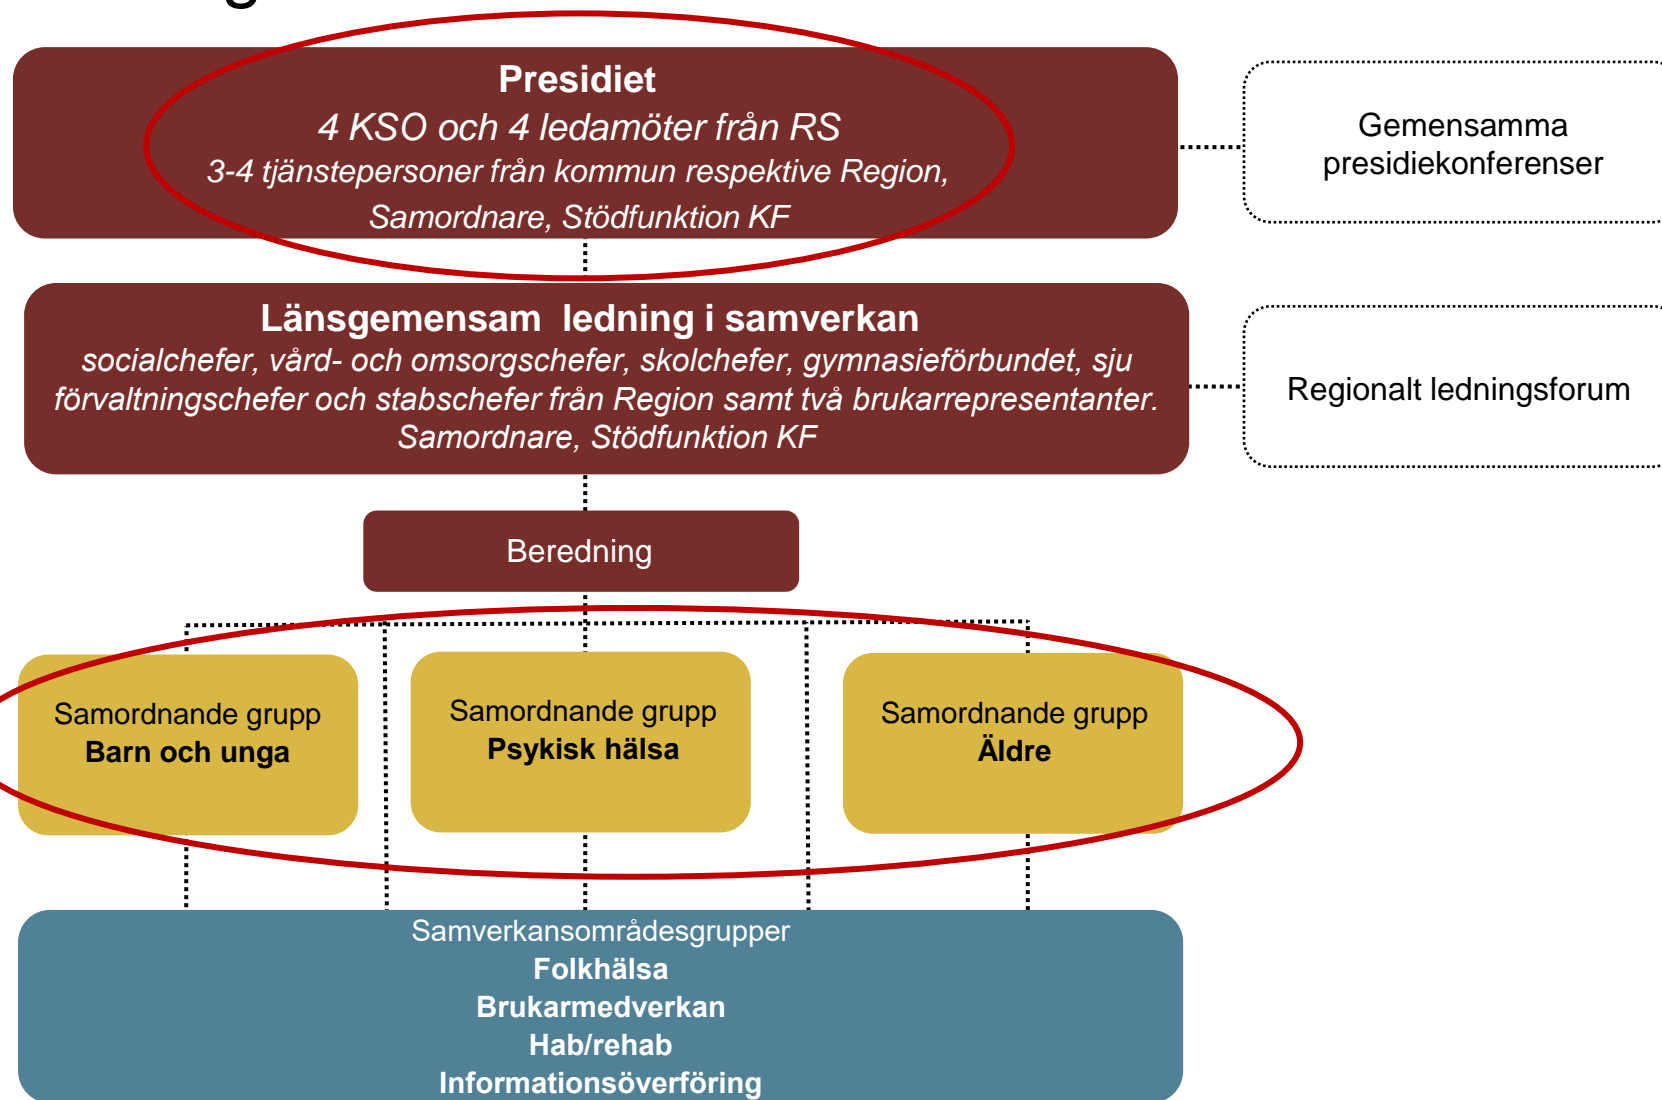 Presidiet
4 KSO och 4 ledamöter från RS
3-4 tjänstepersoner från kommun respektive Region,
Samordnare, Stödfunktion KF
Gemensamma
presidiekonferenser
Länsgemensam ledning i samverkan
socialchefer, vård- och omsorgschefer, skolchefer, gymnasieförbundet, sju
förvaltningschefer och stabschefer från Region samt två brukarrepresentanter.
Samordnare, Stödfunktion KF
Regionalt ledningsforum
Beredning
Samordnande grupp
Barn och unga
Samordnande grupp
Psykisk hälsa
Samordnande grupp
Äldre
Samverkansområdesgrupper
Folkhälsa
Brukarmedverkan
Hab/rehab
Informationsöverföring